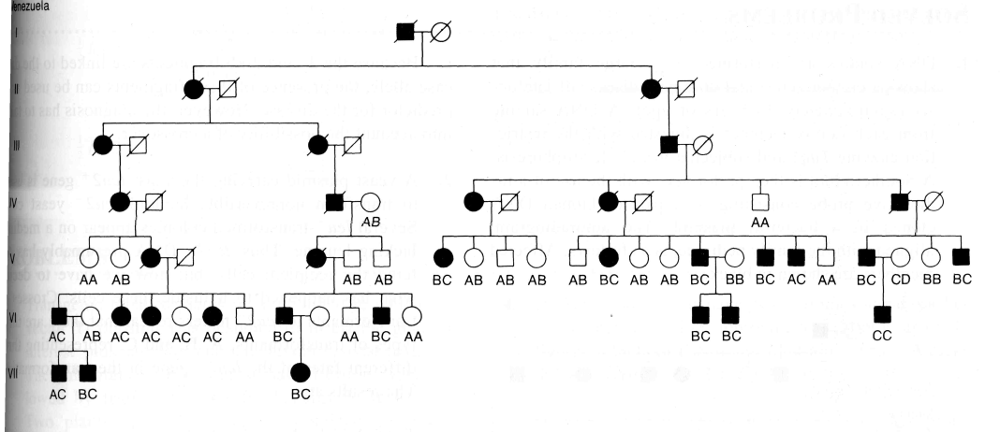 Venezuela
I
II
III
IV
AB AA
V
AA AB AB AB BC AB AB AB AB BC AB AB BC BB BC AC AA BC CD BB BC
VI
AC AB AC AC AC AC AA BC AA BC AA BC BC CC
VII
AC BC BC